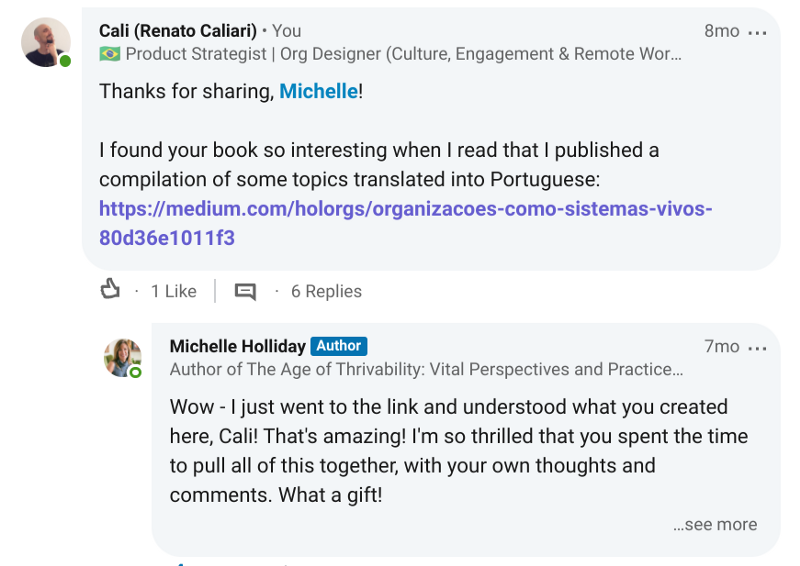 Cali (Renato Caliari) • You
8mo ...
🇧🇷 Product Strategist | Org Designer (Culture, Engagement & Remote Wor...
Thanks for sharing, Michelle!
I found your book so interesting when I read that I published a
compilation of some topics translated into Portuguese:
https://medium.com/holorgs/organizacoes-como-sistemas-vivos-
80d36e1011f3
· 1 Like | · 6 Replies
Michelle Holliday Author
7mo ...
Author of The Age of Thrivability: Vital Perspectives and Practice...
Wow - I just went to the link and understood what you created
here, Cali! That's amazing! I'm so thrilled that you spent the time
to pull all of this together, with your own thoughts and
comments. What a gift!
...see more